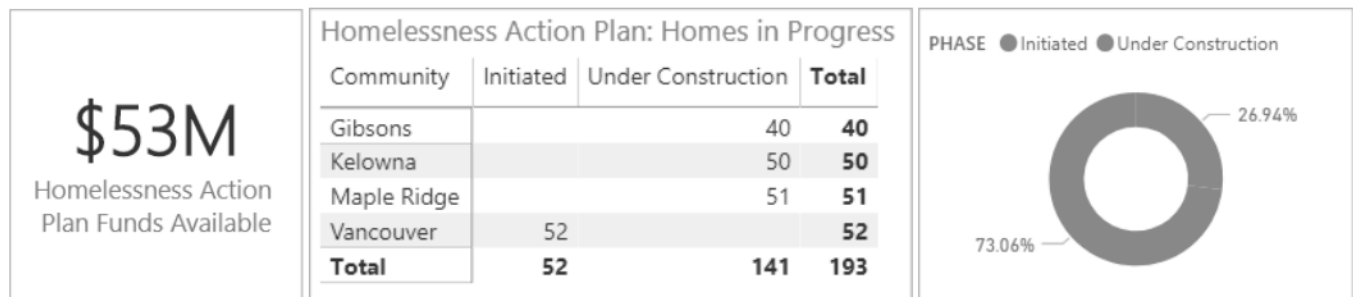 $53M
Homelessness Action
Plan Funds Available
Homelessness Action Plan: Homes in Progress
Community Initiated Under Construction Total
Gibsons 40 40
Kelowna 50 50
Maple Ridge 51 51
Vancouver 52 52
Total 52 141 193
PHASE Initiated Under Construction
26.94%
73.06%